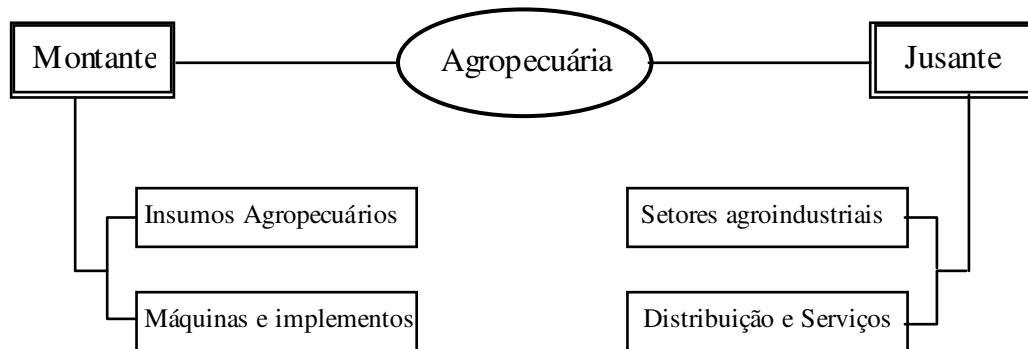 Montante
Agropecuária
Jusante
Insumos Agropecuários
Setores agroindustriais
Máquinas e implementos
Distribuição e Serviços